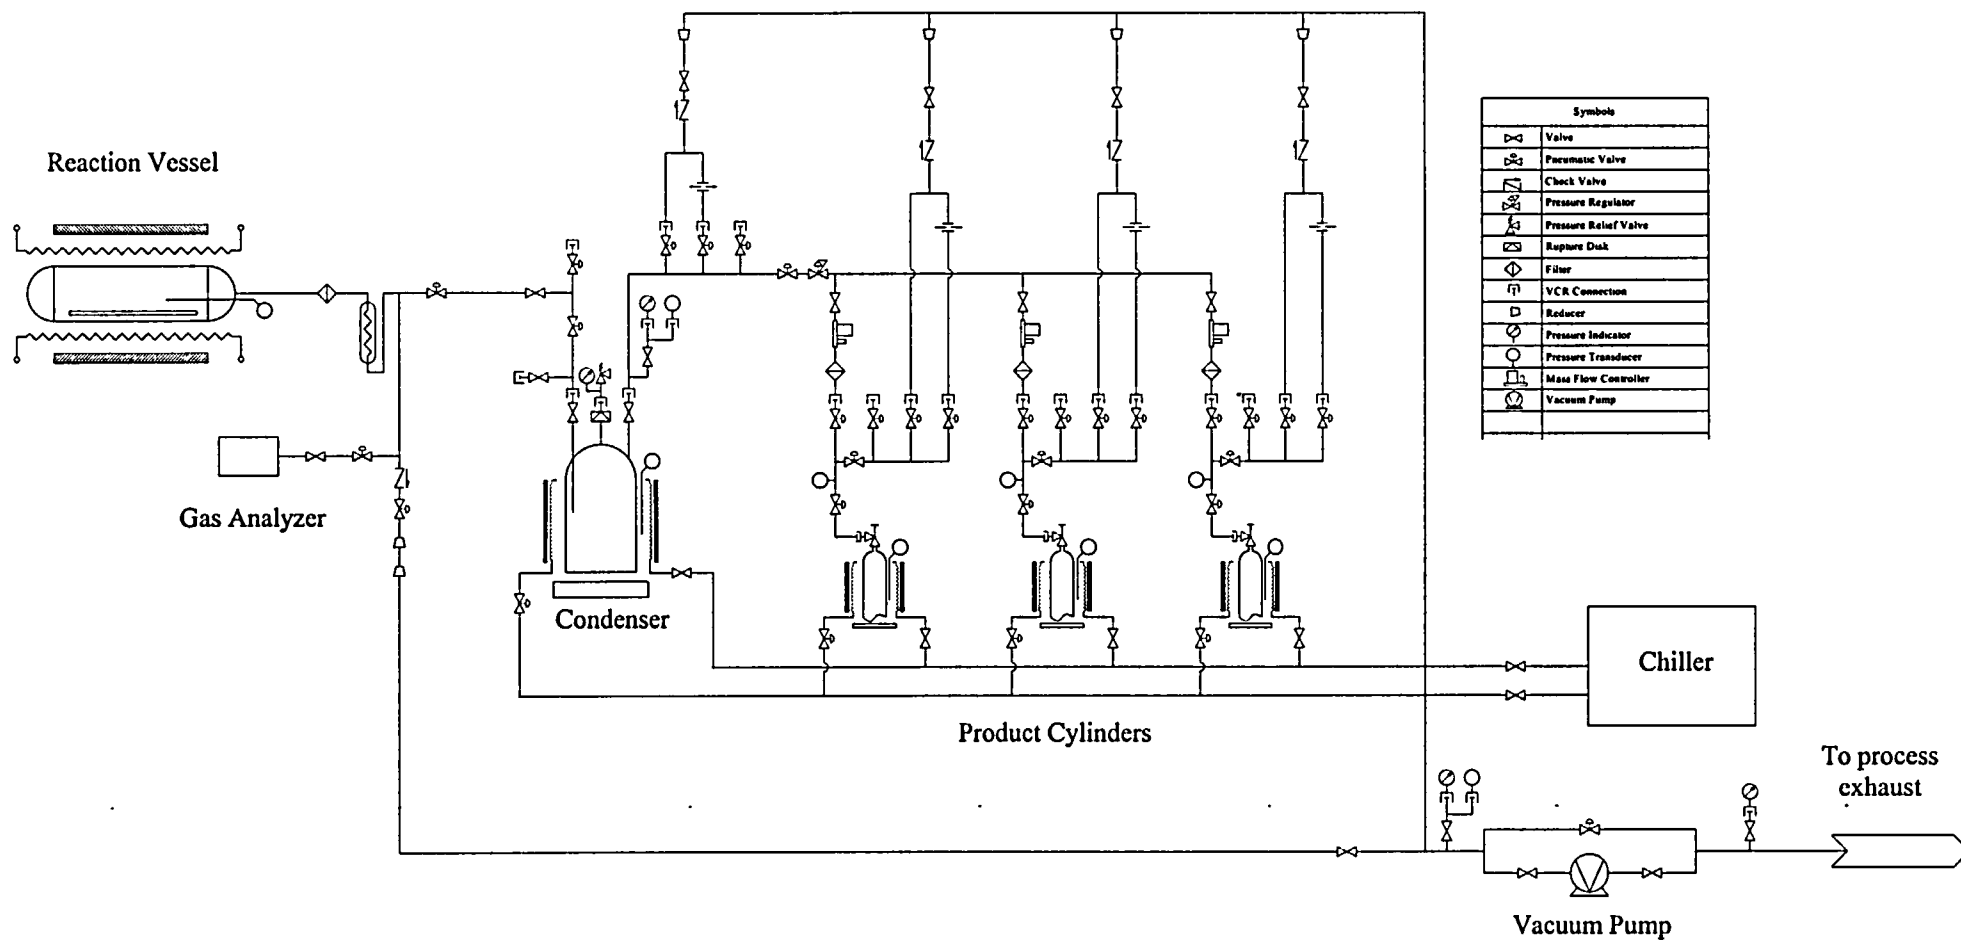 Reaction Vessel
Symbols
Valve
Pneumatic Valve
Check Valve
Pressure Regulator
Pressure Relief Valve
Rupture Disk
Filter
VCR Connection
Reducer
Pressure Indicator
Pressure Transducer
Mass Flow Controller
Vacuum Pump
Gas Analyzer
Condenser
Chiller
Product Cylinders
To process
exhaust
Vacuum Pump